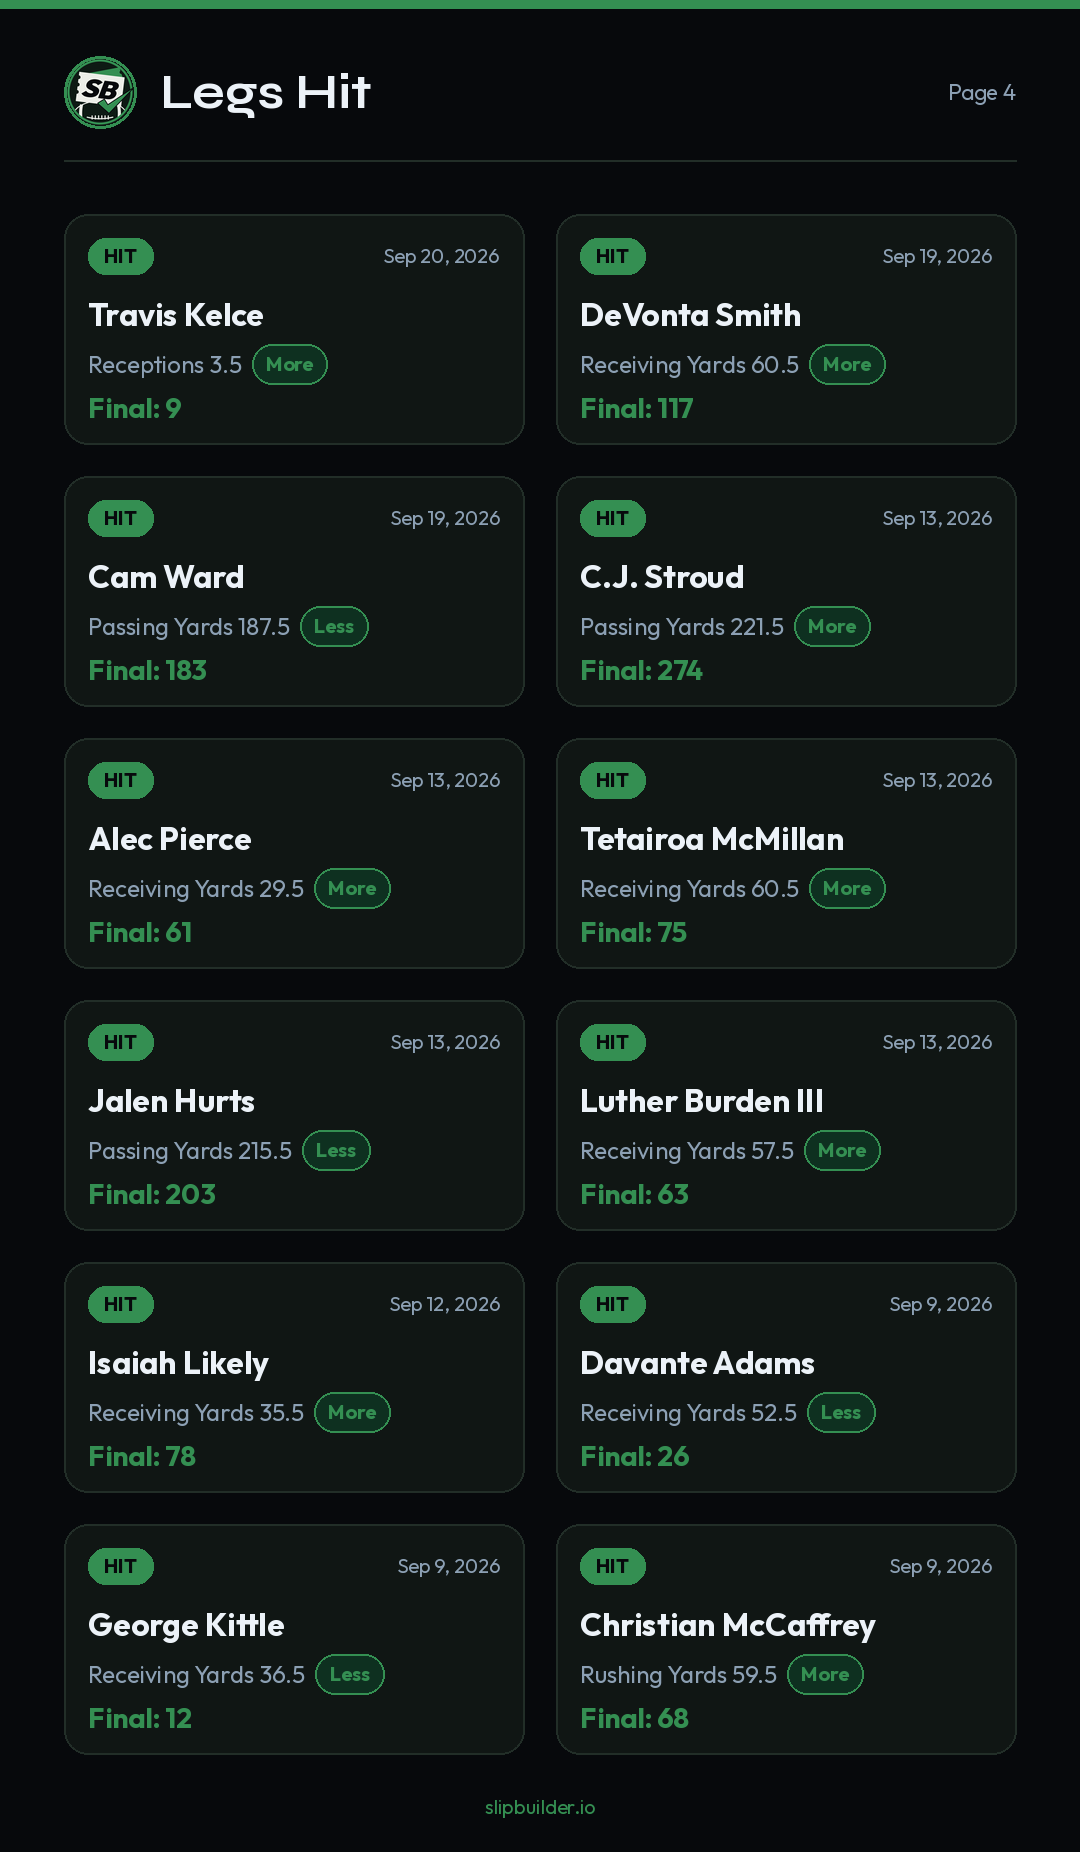 SB
Legs Hit
Page 4
HIT
Sep 20, 2026
Travis Kelce
Receptions 3.5 More
Final: 9
HIT
Sep 19, 2026
DeVonta Smith
Receiving Yards 60.5 More
Final: 117
HIT
Sep 19, 2026
Cam Ward
Passing Yards 187.5 Less
Final: 183
HIT
Sep 13, 2026
C.J. Stroud
Passing Yards 221.5 More
Final: 274
HIT
Sep 13, 2026
Alec Pierce
Receiving Yards 29.5 More
Final: 61
HIT
Sep 13, 2026
Tetairoa McMillan
Receiving Yards 60.5 More
Final: 75
HIT
Sep 13, 2026
Jalen Hurts
Passing Yards 215.5 Less
Final: 203
HIT
Sep 13, 2026
Luther Burden III
Receiving Yards 57.5 More
Final: 63
HIT
Sep 12, 2026
Isaiah Likely
Receiving Yards 35.5 More
Final: 78
HIT
Sep 9, 2026
Davante Adams
Receiving Yards 52.5 Less
Final: 26
HIT
Sep 9, 2026
George Kittle
Receiving Yards 36.5 Less
Final: 12
HIT
Sep 9, 2026
Christian McCaffrey
Rushing Yards 59.5 More
Final: 68
slipbuilder.io